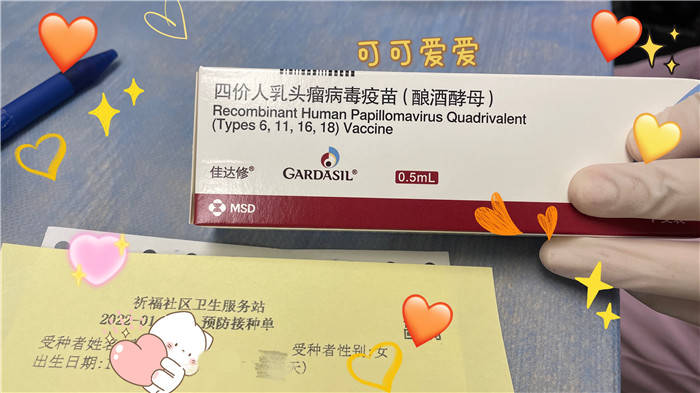 可可爱爱
四价人乳头瘤病毒疫苗（酿酒酵母）
Recombinant Human Papillomavirus Quadrivalent
(Types 6, 11, 16, 18) Vaccine
佳达修® GARDASIL® 0.5mL
MSD
祈福社区卫生服务站
2022-01 预防接种单
受种者姓名 受种者性别:女
出生日期:1 天)